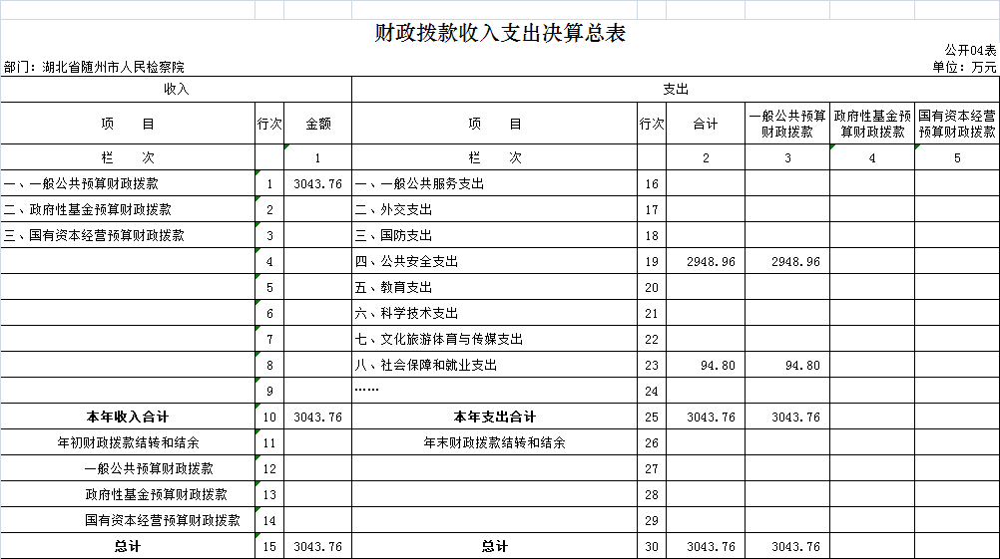 财政拨款收入支出决算总表
公开04表
部门：湖北省随州市人民检察院 单位：万元
收入 支出
项 目 行次 金额 项 目 行次 合计 一般公共预算财政拨款 政府性基金预算财政拨款 国有资本经营预算财政拨款
栏 次 1 栏 次 2 3 4 5
一、一般公共预算财政拨款 1 3043.76 一、一般公共服务支出 16
二、政府性基金预算财政拨款 2 二、外交支出 17
三、国有资本经营预算财政拨款 3 三、国防支出 18
4 四、公共安全支出 19 2948.96 2948.96
5 五、教育支出 20
6 六、科学技术支出 21
7 七、文化旅游体育与传媒支出 22
8 八、社会保障和就业支出 23 94.80 94.80
9 …… 24
本年收入合计 10 3043.76 本年支出合计 25 3043.76 3043.76
年初财政拨款结转和结余 11 年末财政拨款结转和结余 26
一般公共预算财政拨款 12 27
政府性基金预算财政拨款 13 28
国有资本经营预算财政拨款 14 29
总计 15 3043.76 总计 30 3043.76 3043.76